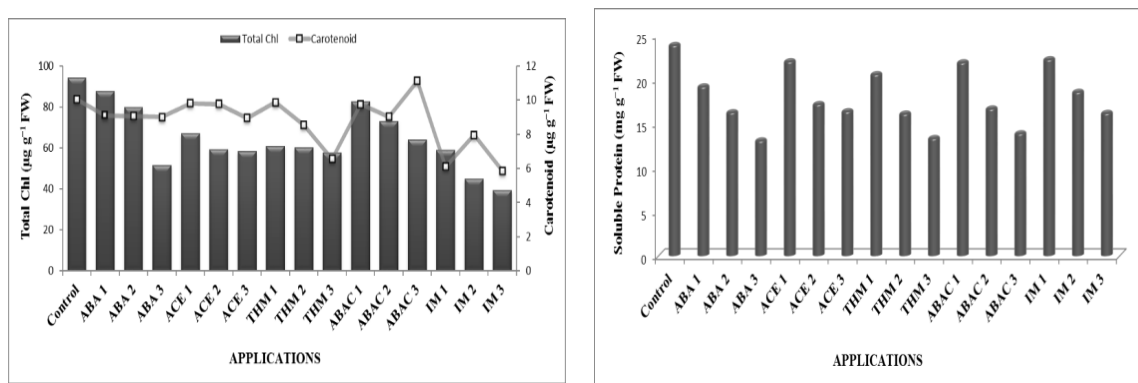 Total Chl Carotenoid
Total Chl (µg g⁻¹ FW)
100
80
60
40
20
0
Carotenoid (µg g⁻¹ FW)
12
10
8
6
4
2
0
Control ABA 1 ABA 2 ABA 3 ACE 1 ACE 2 ACE 3 THM 1 THM 2 THM 3 ABAC 1 ABAC 2 ABAC 3 IM 1 IM 2 IM 3
APPLICATIONS
Soluble Protein (mg g⁻¹ FW)
25
20
15
10
5
0
Control ABA 1 ABA 2 ABA 3 ACE 1 ACE 2 ACE 3 THM 1 THM 2 THM 3 ABAC 1 ABAC 2 ABAC 3 IM 1 IM 2 IM 3
APPLICATIONS